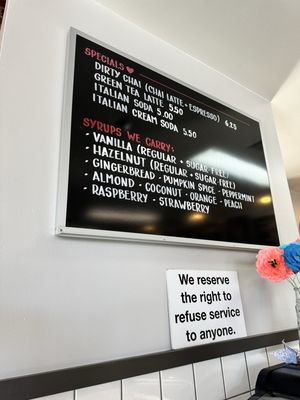 SPECIALS ♥
DIRTY CHAI (CHAI LATTE + ESPRESSO) 6.25
GREEN TEA LATTE 5.50
ITALIAN SODA 5.00
ITALIAN CREAM SODA 5.50
SYRUPS WE CARRY:
- VANILLA (REGULAR + SUGAR FREE)
- HAZELNUT (REGULAR + SUGAR FREE)
- GINGERBREAD - PUMPKIN SPICE - PEPPERMINT
- ALMOND - COCONUT - ORANGE - PEACH
- RASPBERRY - STRAWBERRY
We reserve
the right to
refuse service
to anyone.